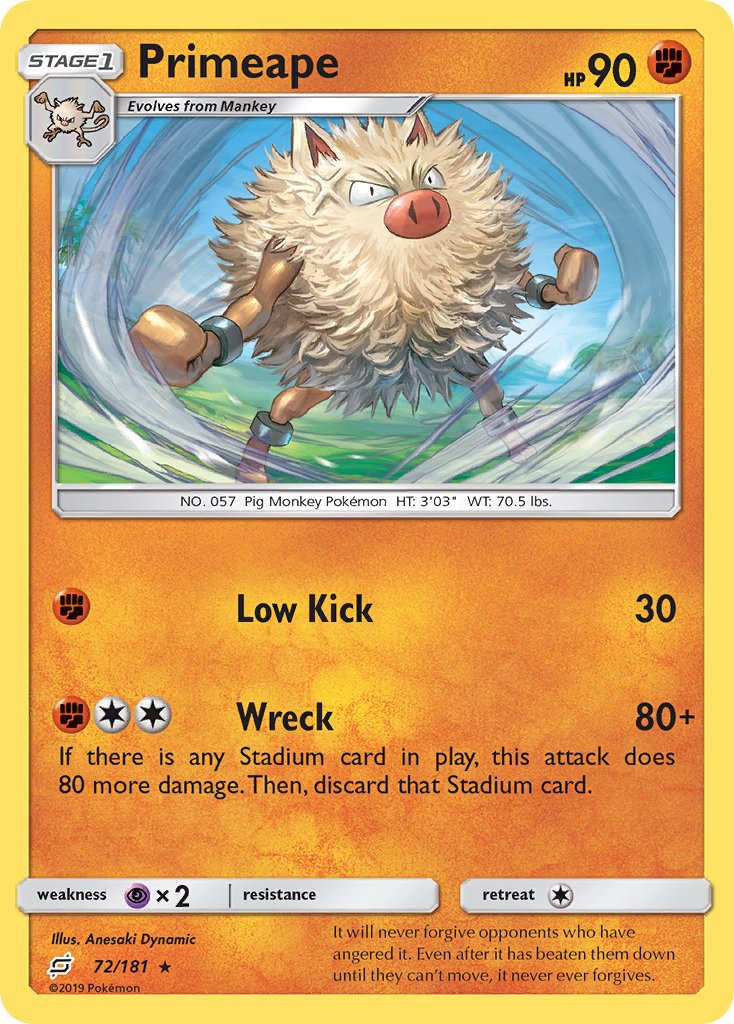 STAGE1
Primeape
HP90
Evolves from Mankey
NO. 057 Pig Monkey Pokémon HT: 3'03" WT: 70.5 lbs.
Low Kick 30
Wreck 80+
If there is any Stadium card in play, this attack does
80 more damage. Then, discard that Stadium card.
weakness ×2 resistance retreat
Illus. Anesaki Dynamic
72/181 ★
©2019 Pokémon
It will never forgive opponents who have
angered it. Even after it has beaten them down
until they can't move, it never ever forgives.